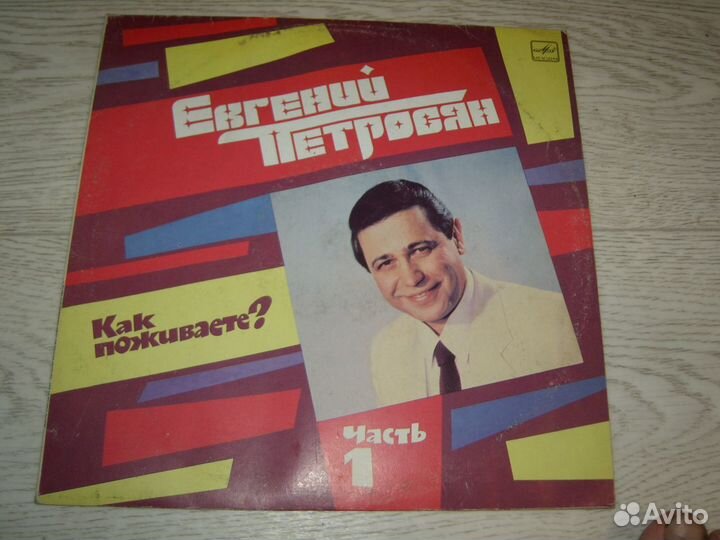 Евгений
Петросян
Как
поживаете?
Часть
1
Avito